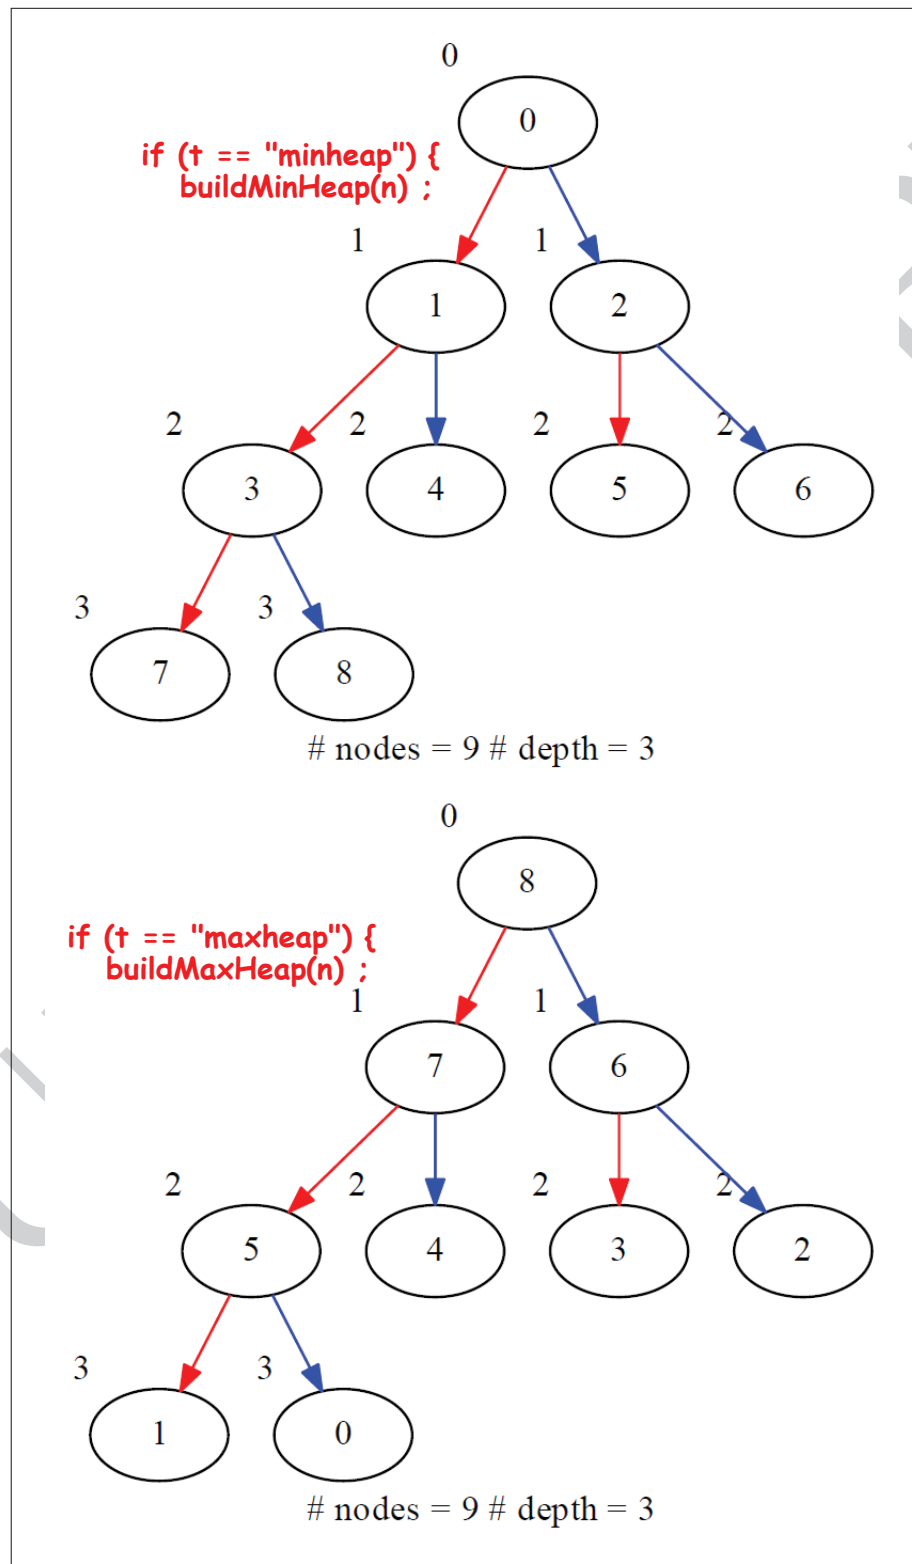 0
0
if (t == "minheap") {
buildMinHeap(n) ;
1 1
1 2
2 2 2 2
3 4 5 6
3 3
7 8
# nodes = 9 # depth = 3
0
8
if (t == "maxheap") {
buildMaxHeap(n) ;
1 1
7 6
2 2 2 2
5 4 3 2
3 3
1 0
# nodes = 9 # depth = 3